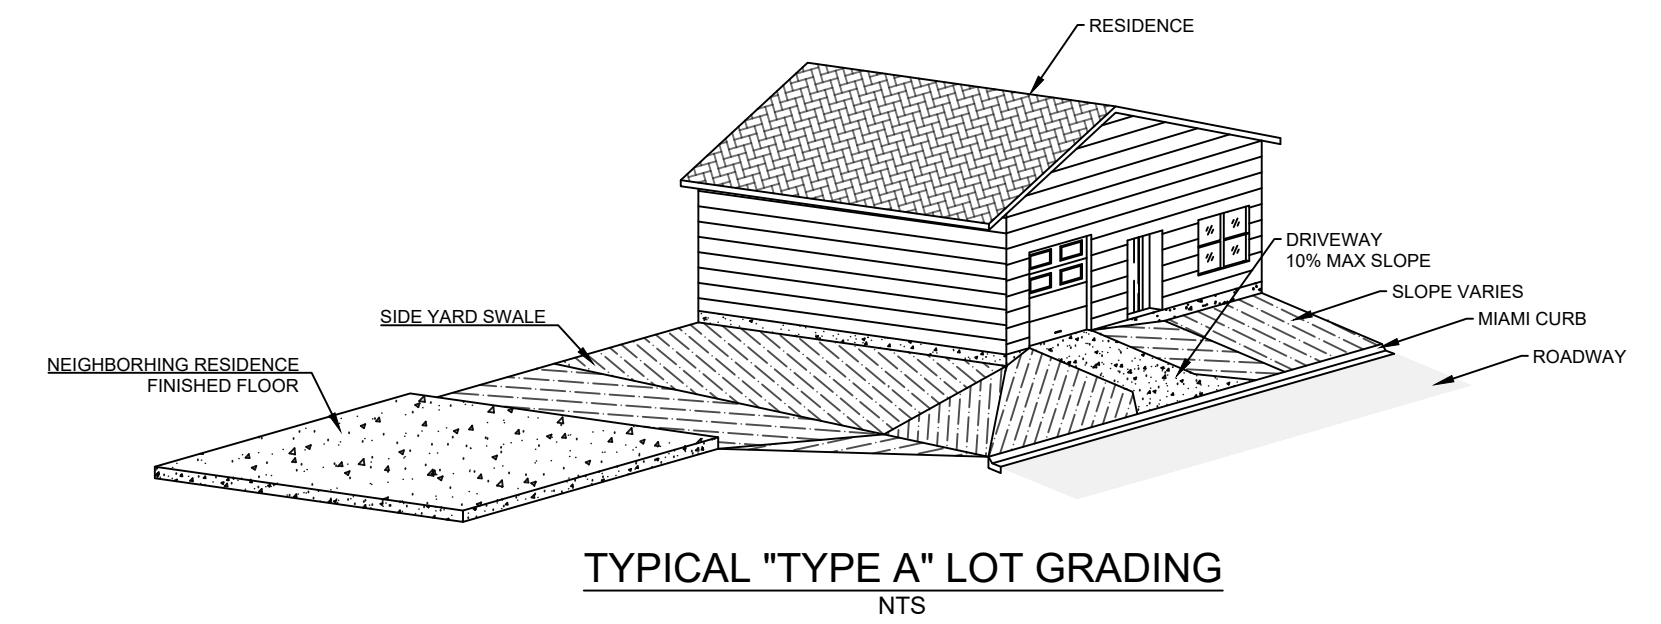 RESIDENCE
DRIVEWAY
10% MAX SLOPE
SLOPE VARIES
SIDE YARD SWALE
MIAMI CURB
ROADWAY
NEIGHBORHING RESIDENCE
FINISHED FLOOR
TYPICAL "TYPE A" LOT GRADING
NTS